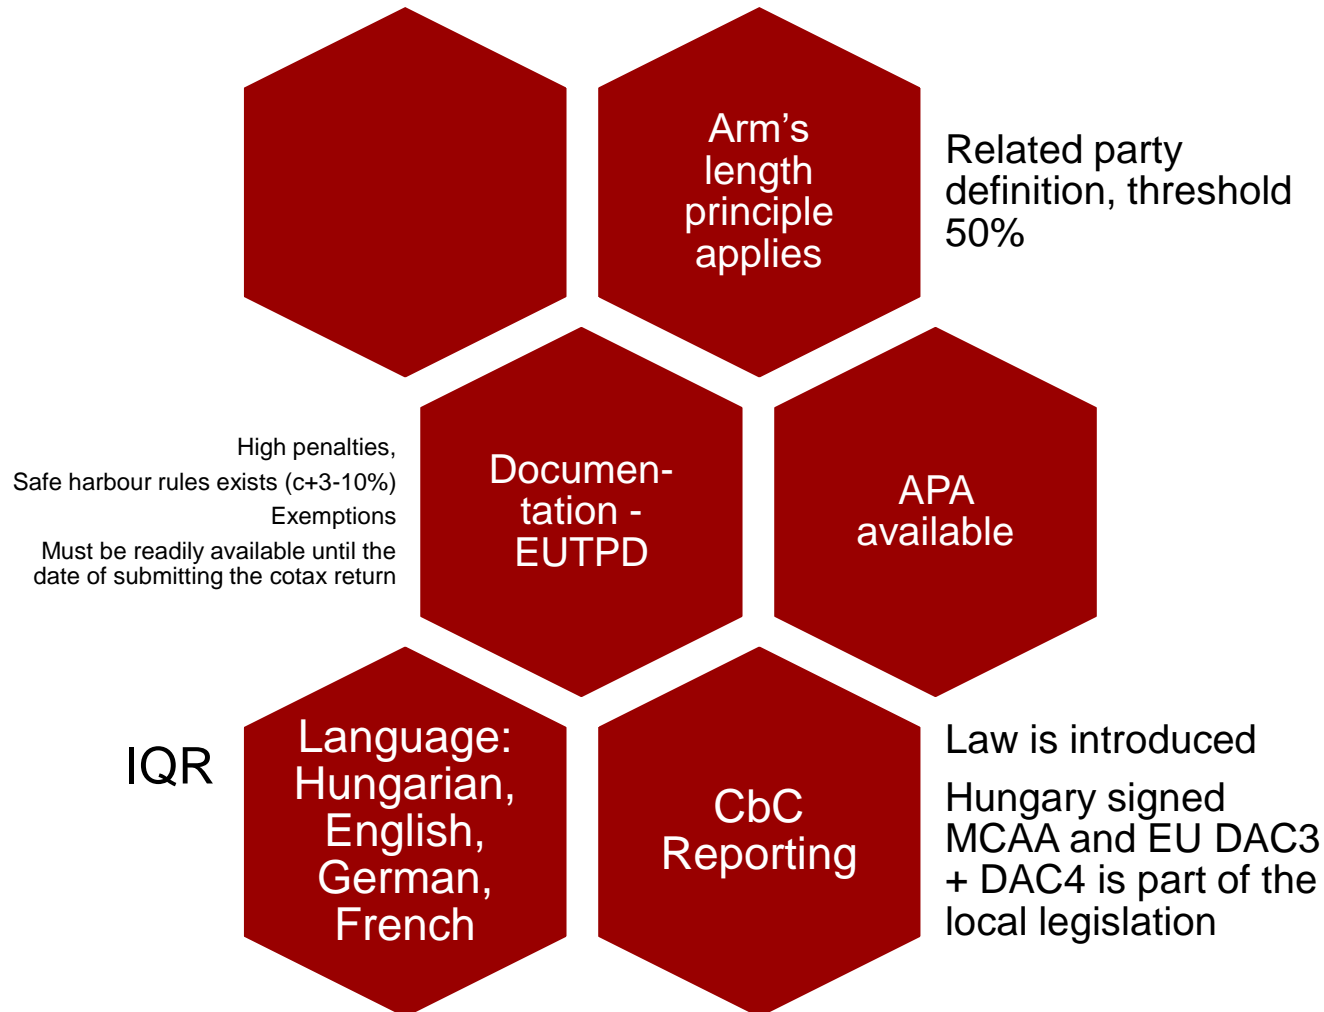 Arm’s
length
principle
applies
Related party
definition, threshold
50%
High penalties,
Safe harbour rules exists (c+3-10%)
Exemptions
Must be readily available until the
date of submitting the cotax return
Documen-
tation -
EUTPD
APA
available
IQR
Language:
Hungarian,
English,
German,
French
CbC
Reporting
Law is introduced
Hungary signed
MCAA and EU DAC3
+ DAC4 is part of the
local legislation